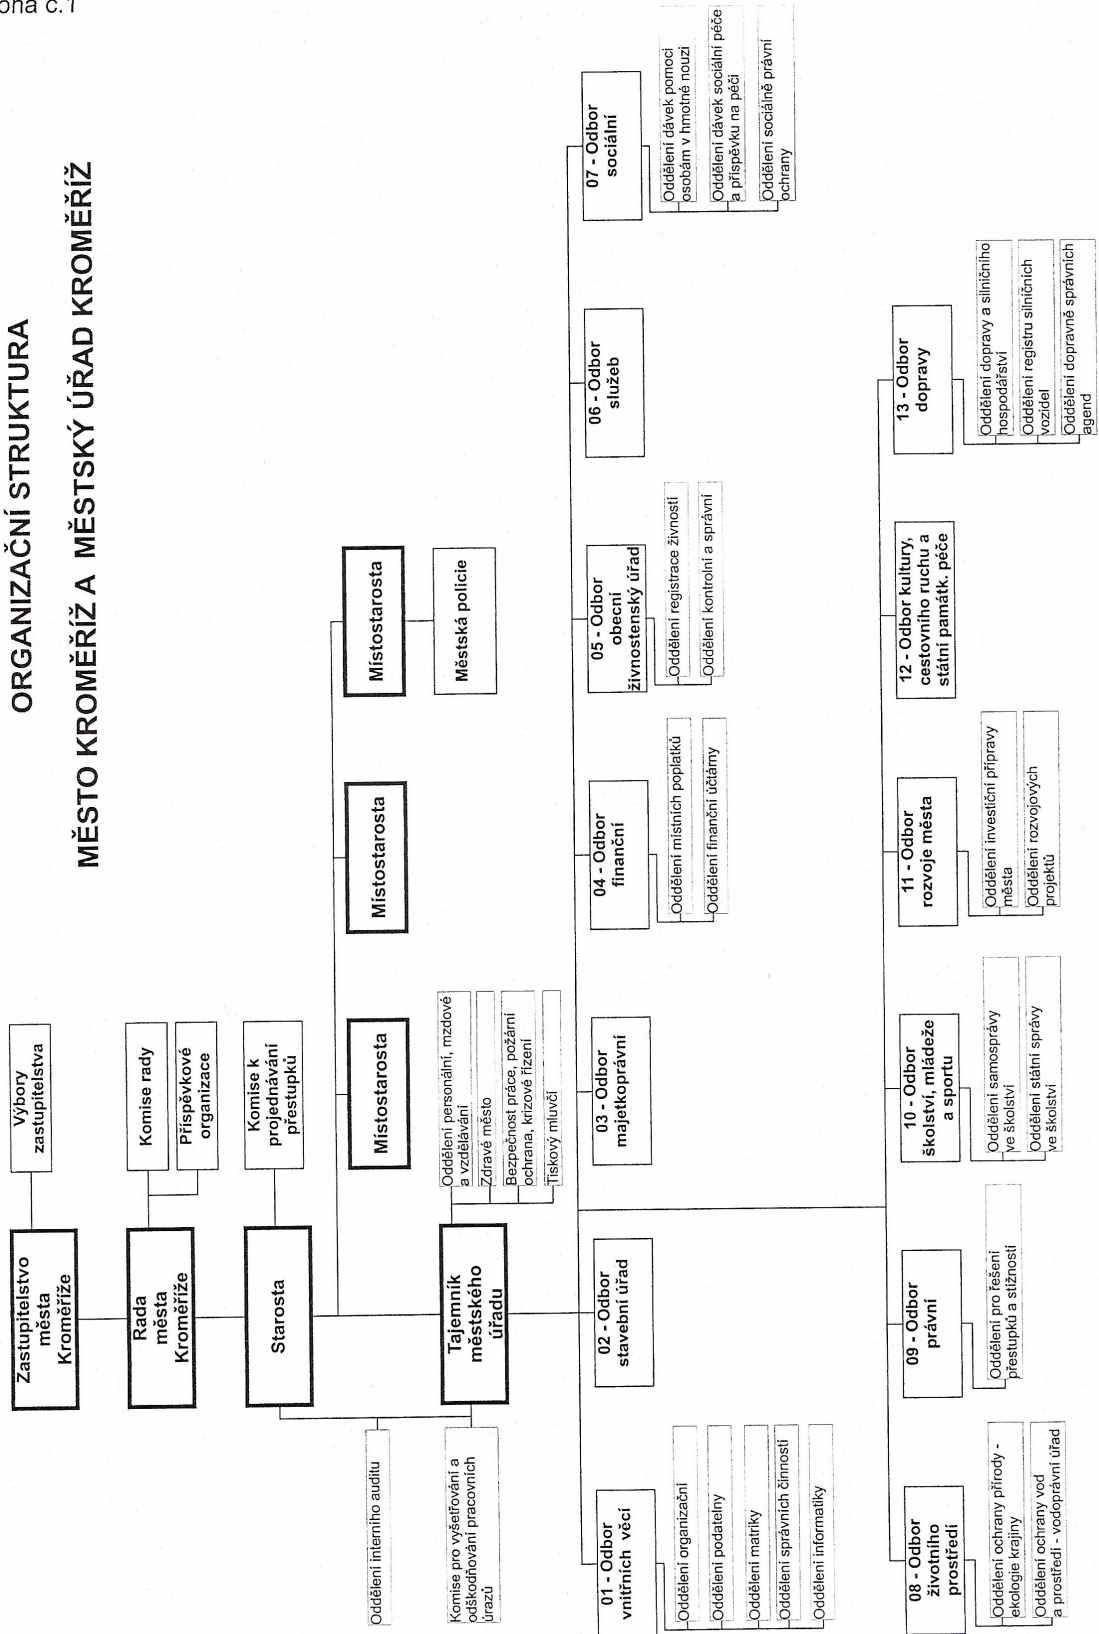 oha č.1
ORGANIZAČNÍ STRUKTURA
MĚSTO KROMĚŘÍŽ A MĚSTSKÝ ÚŘAD KROMĚŘÍŽ
Zastupitelstvo
města
Kroměříže
Výbory
zastupitelstva
Rada
města
Kroměříže
Komise rady
Příspěvkové
organizace
Starosta
Komise k
projednávání
přestupků
Oddělení interního auditu
Místostarosta
Místostarosta
Místostarosta
Městská policie
Komise pro vyšetřování a
odškodňování pracovních
úrazů
Tajemník
městského
úřadu
Oddělení personální, mzdové
a vzdělávání
Zdravé město
Bezpečnost práce, požární
ochrana, krizové řízení
Tiskový mluvčí
01 - Odbor
vnitřních věcí
Oddělení organizační
Oddělení podatelny
Oddělení matriky
Oddělení správních činností
Oddělení informatiky
02 - Odbor
stavební úřad
03 - Odbor
majetkoprávní
04 - Odbor
finanční
Oddělení místních poplatků
Oddělení finanční účtárny
05 - Odbor
obecní
živnostenský úřad
Oddělení registrace živností
Oddělení kontrolní a správní
06 - Odbor
služeb
07 - Odbor
sociální
Oddělení dávek pomoci
osobám v hmotné nouzi
Oddělení dávek sociální péče
a příspěvku na péči
Oddělení sociálně právní
ochrany
08 - Odbor
životního
prostředí
Oddělení ochrany přírody -
ekologie krajiny
Oddělení ochrany vod
a prostředí - vodoprávní úřad
09 - Odbor
právní
Oddělení pro řešení
přestupků a stížností
10 - Odbor
školství, mládeže
a sportu
Oddělení samosprávy
ve školství
Oddělení státní správy
ve školství
11 - Odbor
rozvoje města
Oddělení investiční přípravy
města
Oddělení rozvojových
projektů
12 - Odbor kultury,
cestovního ruchu a
státní památk. péče
13 - Odbor
dopravy
Oddělení dopravy a silničního
hospodářství
Oddělení registru silničních
vozidel
Oddělení dopravně správních
agend